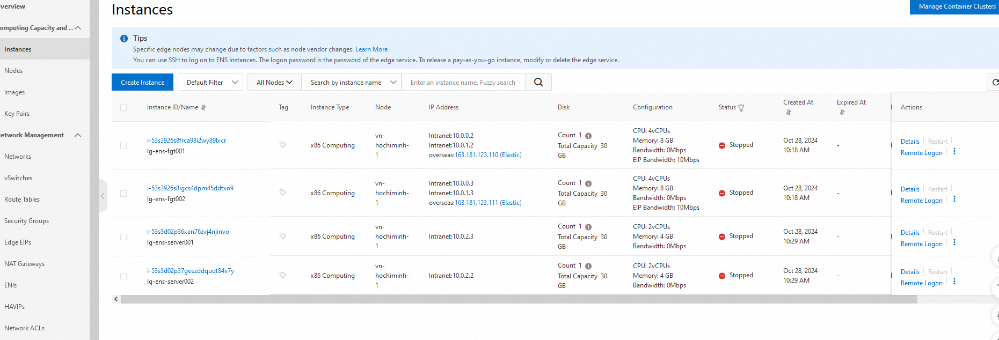 Instances
Manage Container Clusters
Overview
Computing Capacity and ...
Instances
Nodes
Images
Key Pairs
Network Management
Networks
vSwitches
Route Tables
Security Groups
Edge EIPs
NAT Gateways
ENIs
HAVIPs
Network ACLs
Tips
Specific edge nodes may change due to factors such as node vendor changes. Learn More
You can use SSH to log on to ENS instances. The logon password is the password of the edge service. To release a pay-as-you-go instance, modify or delete the edge service.
Create Instance Default Filter All Nodes Search by instance name Enter an instance name. Fuzzy search
Instance ID/Name Tag Instance Type Node IP Address Disk Configuration Status Created At Expired At Actions
i-53s3926s8frca98i2wy89lxcr
lg-ens-fgt001
x86 Computing
vn-
hochiminh-
1
Intranet:10.0.0.2
Intranet:10.0.1.2
overseas:163.181.123.110 (Elastic)
Count 1
Total Capacity 30
GB
CPU: 4vCPUs
Memory: 8 GB
Bandwidth: 0Mbps
EIP Bandwidth: 10Mbps
Stopped
Oct 28, 2024
10:18 AM
-
Details Restart
Remote Logon
i-53s3926s8igcs4dpm45ddtxo9
lg-ens-fgt002
x86 Computing
vn-
hochiminh-
1
Intranet:10.0.0.3
Intranet:10.0.1.3
overseas:163.181.123.111 (Elastic)
Count 1
Total Capacity 30
GB
CPU: 4vCPUs
Memory: 8 GB
Bandwidth: 0Mbps
EIP Bandwidth: 10Mbps
Stopped
Oct 28, 2024
10:18 AM
-
Details Restart
Remote Logon
i-53s3d02p36xan76zvj4njinvo
lg-ens-server001
x86 Computing
vn-
hochiminh-
1
Intranet:10.0.2.3
Count 1
Total Capacity 30
GB
CPU: 2vCPUs
Memory: 4 GB
Bandwidth: 0Mbps
Stopped
Oct 28, 2024
10:29 AM
-
Details Restart
Remote Logon
i-53s3d02p37geezddquqt84v7y
lg-ens-server002
x86 Computing
vn-
hochiminh-
1
Intranet:10.0.2.2
Count 1
Total Capacity 30
GB
CPU: 2vCPUs
Memory: 4 GB
Bandwidth: 0Mbps
Stopped
Oct 28, 2024
10:29 AM
-
Details Restart
Remote Logon